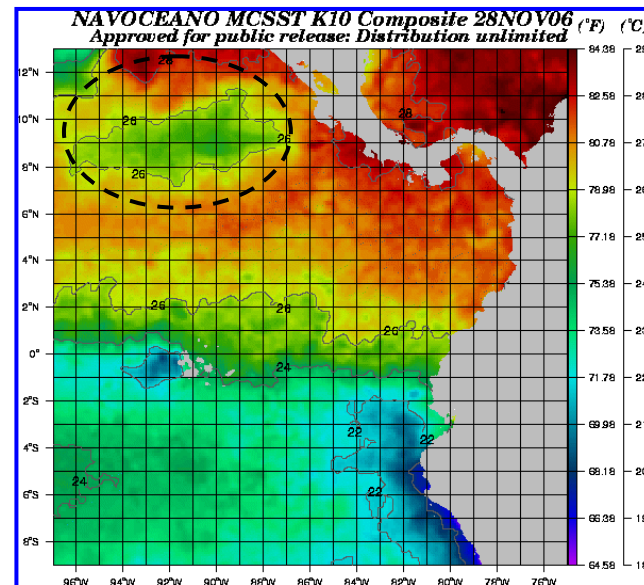 NAVOCEANO MCSST K10 Composite 28NOV06
Approved for public release: Distribution unlimited
(°F) (°C)
12°N
10°N
8°N
6°N
4°N
2°N
0°
2°S
4°S
6°S
8°S
96°W 94°W 92°W 90°W 88°W 86°W 84°W 82°W 80°W 78°W 76°W
84.38
82.58
80.78
78.98
77.18
75.38
73.58
71.78
69.98
68.18
66.38
64.58
28
26
26
26
28
26
26
26
24
22
22
24
22